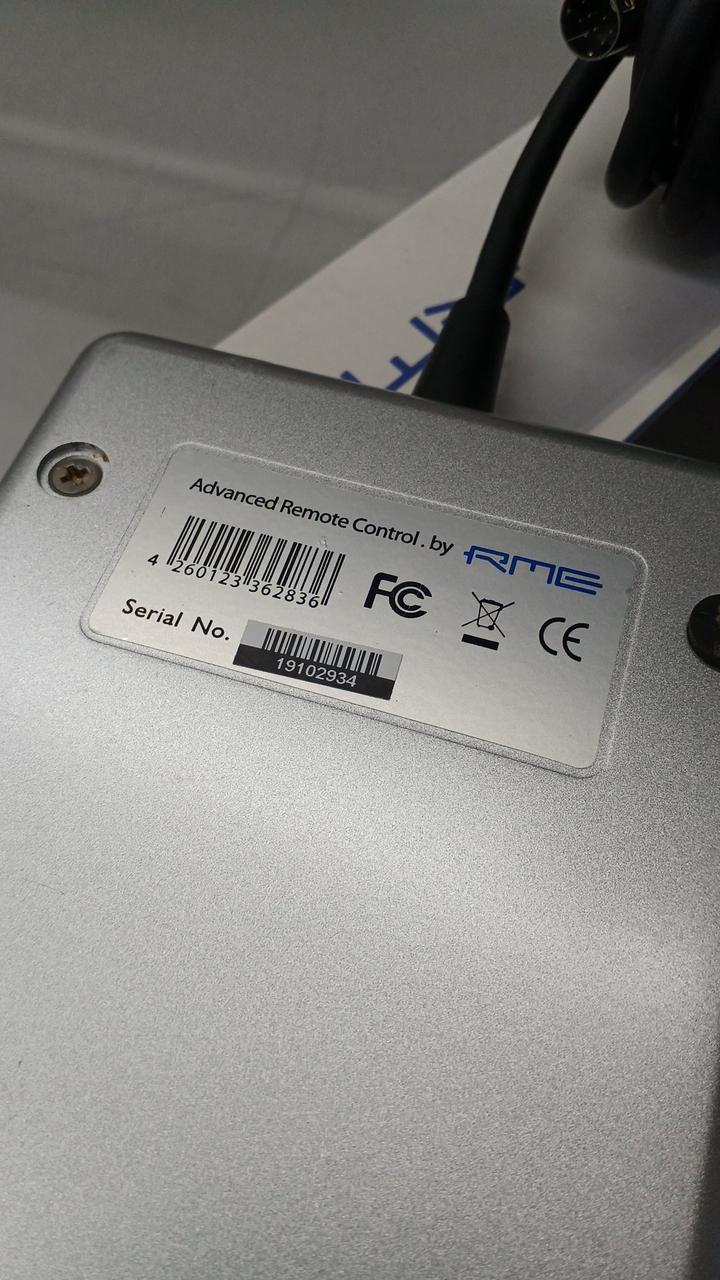 Advanced Remote Control . by RME
4 260123 362836
FC CE
Serial No. 19102934